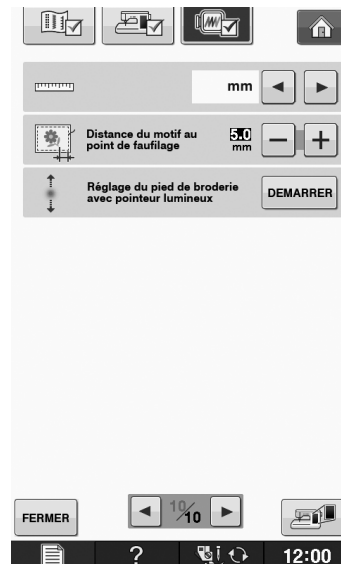 mm
Distance du motif au
point de faufilage
5.0
mm
Réglage du pied de broderie
avec pointeur lumineux
DEMARRER
FERMER
10/10
?
12:00